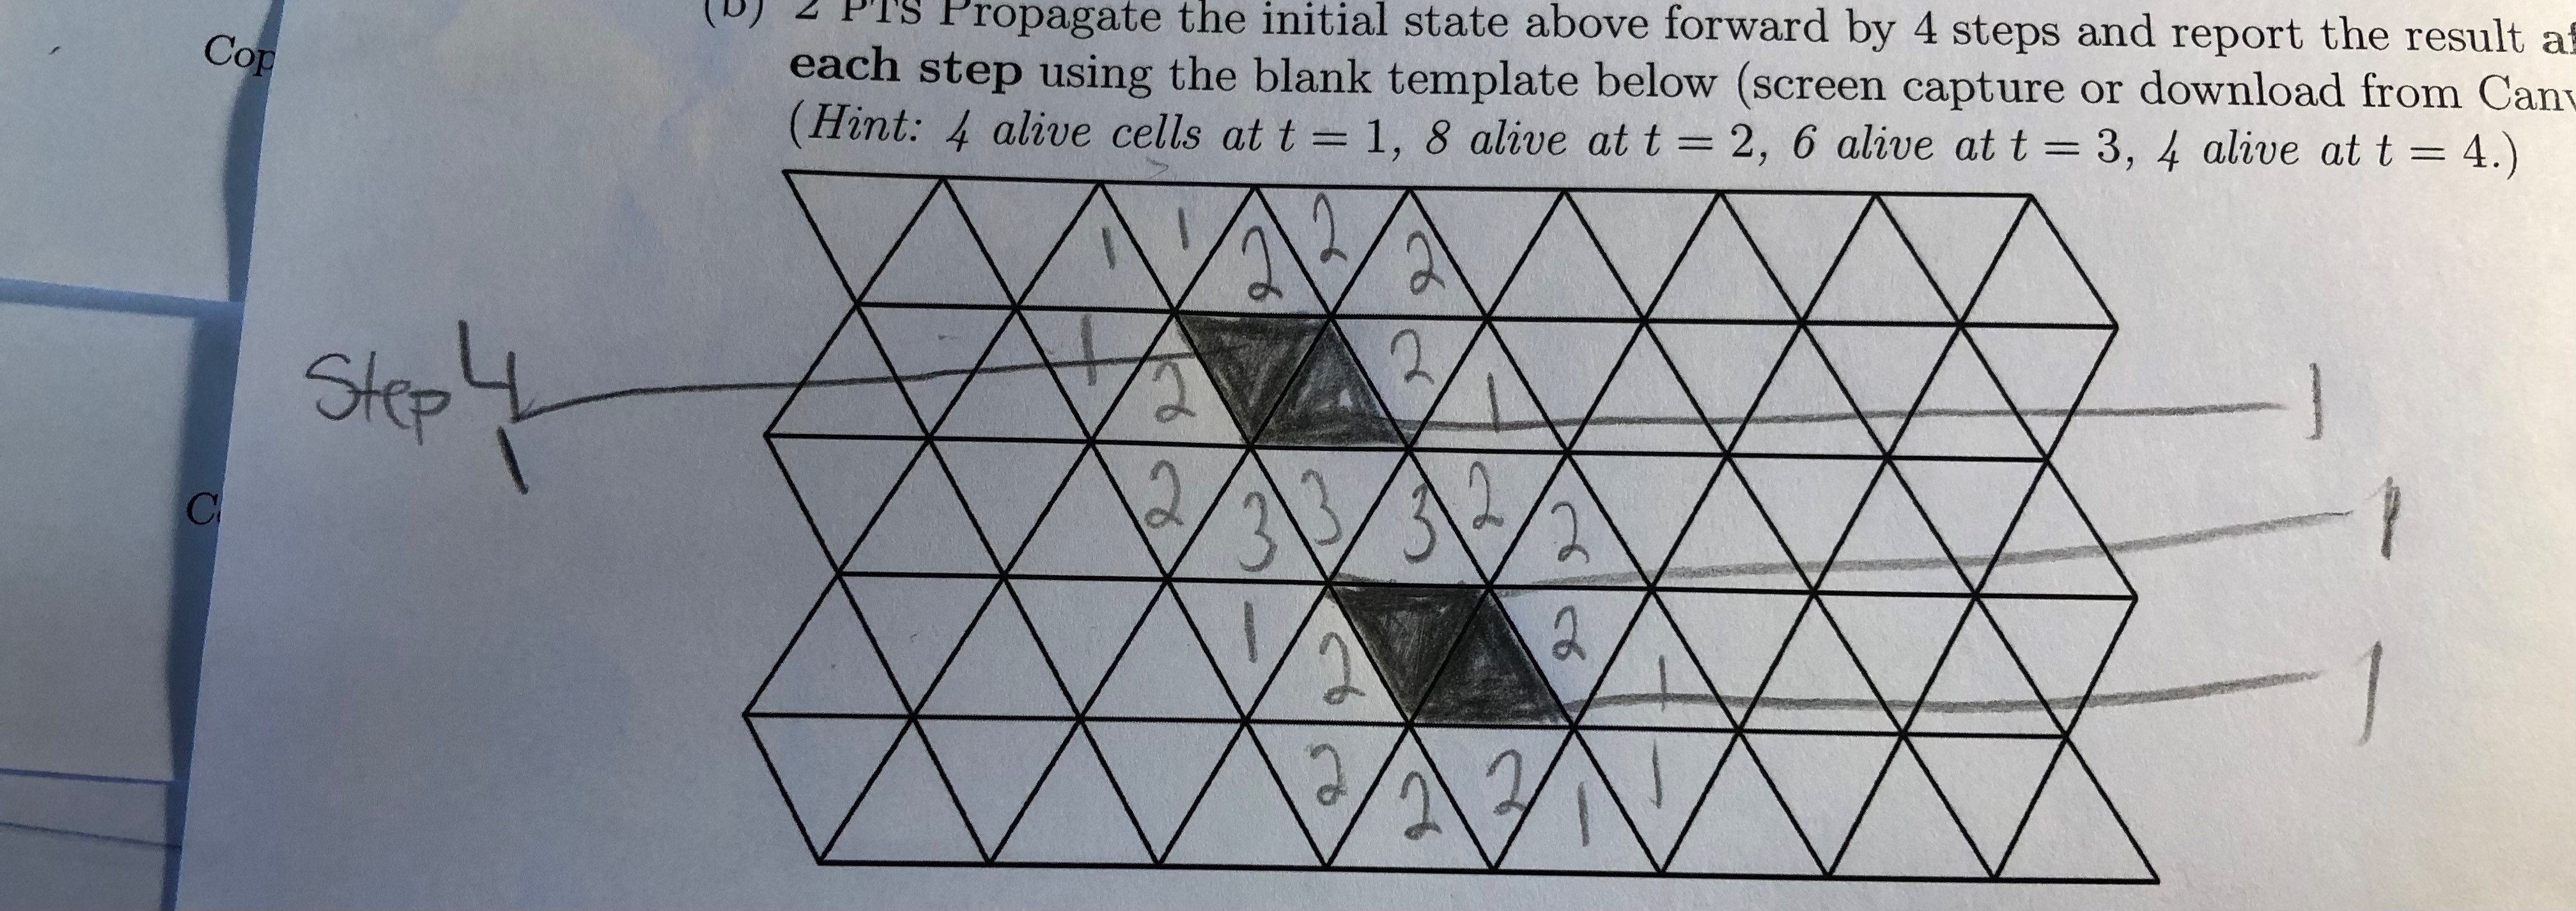 (b) 2 PTS Propagate the initial state above forward by 4 steps and report the result
each step using the blank template below (screen capture or download from
(Hint: 4 alive cells at t = 1, 8 alive at t = 2, 6 alive at t = 3, 4 alive at t = 4.)
Cop
1 1 2 2 2
Step 4 1 2 2 1 1
1
2 3 3 3 2 2 1
1 2 2 1 1
2 2 2 1 1